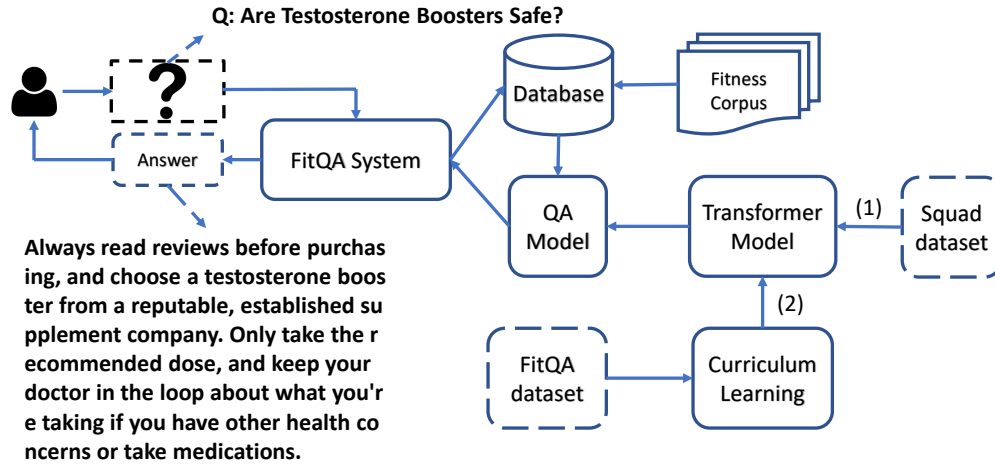 Q: Are Testosterone Boosters Safe?
?
Database
Fitness
Corpus
Answer
FitQA System
QA
Model
Transformer
Model
(1)
Squad
dataset
Always read reviews before purchas
ing, and choose a testosterone boos
ter from a reputable, established su
pplement company. Only take the r
ecommended dose, and keep your
doctor in the loop about what you'r
e taking if you have other health co
ncerns or take medications.
(2)
FitQA
dataset
Curriculum
Learning